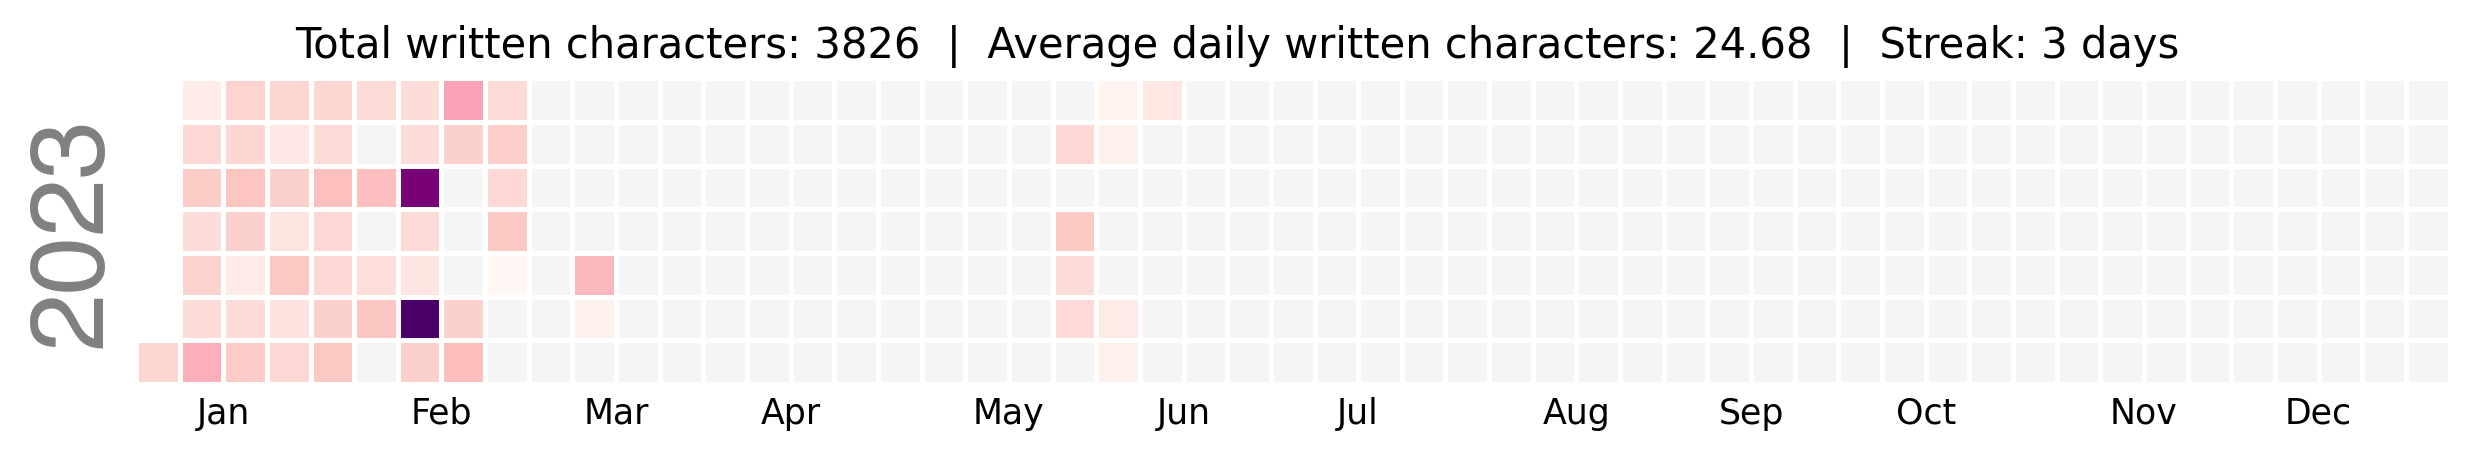 Total written characters: 3826 | Average daily written characters: 24.68 | Streak: 3 days
2023
Jan Feb Mar Apr May Jun Jul Aug Sep Oct Nov Dec